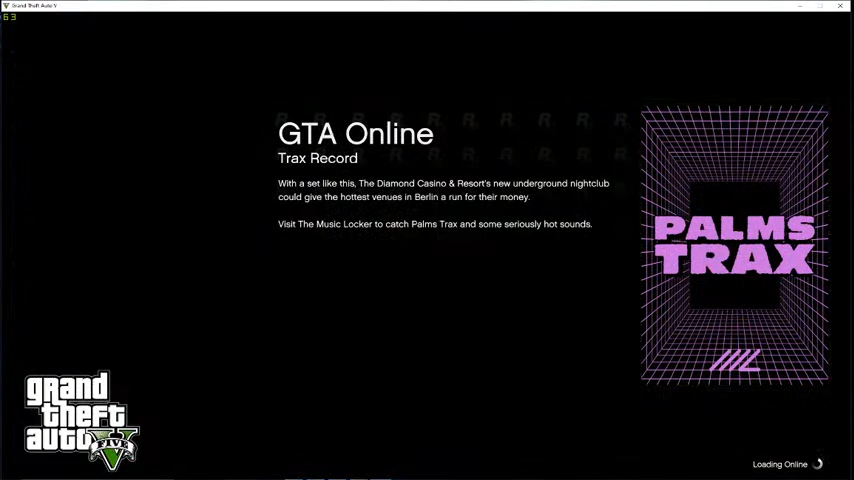 Grand Theft Auto V
63
GTA Online
Trax Record
With a set like this, The Diamond Casino & Resort's new underground nightclub
could give the hottest venues in Berlin a run for their money.
Visit The Music Locker to catch Palms Trax and some seriously hot sounds.
PALMS
TRAX
grand
theft
auto V
FIVE
Loading Online